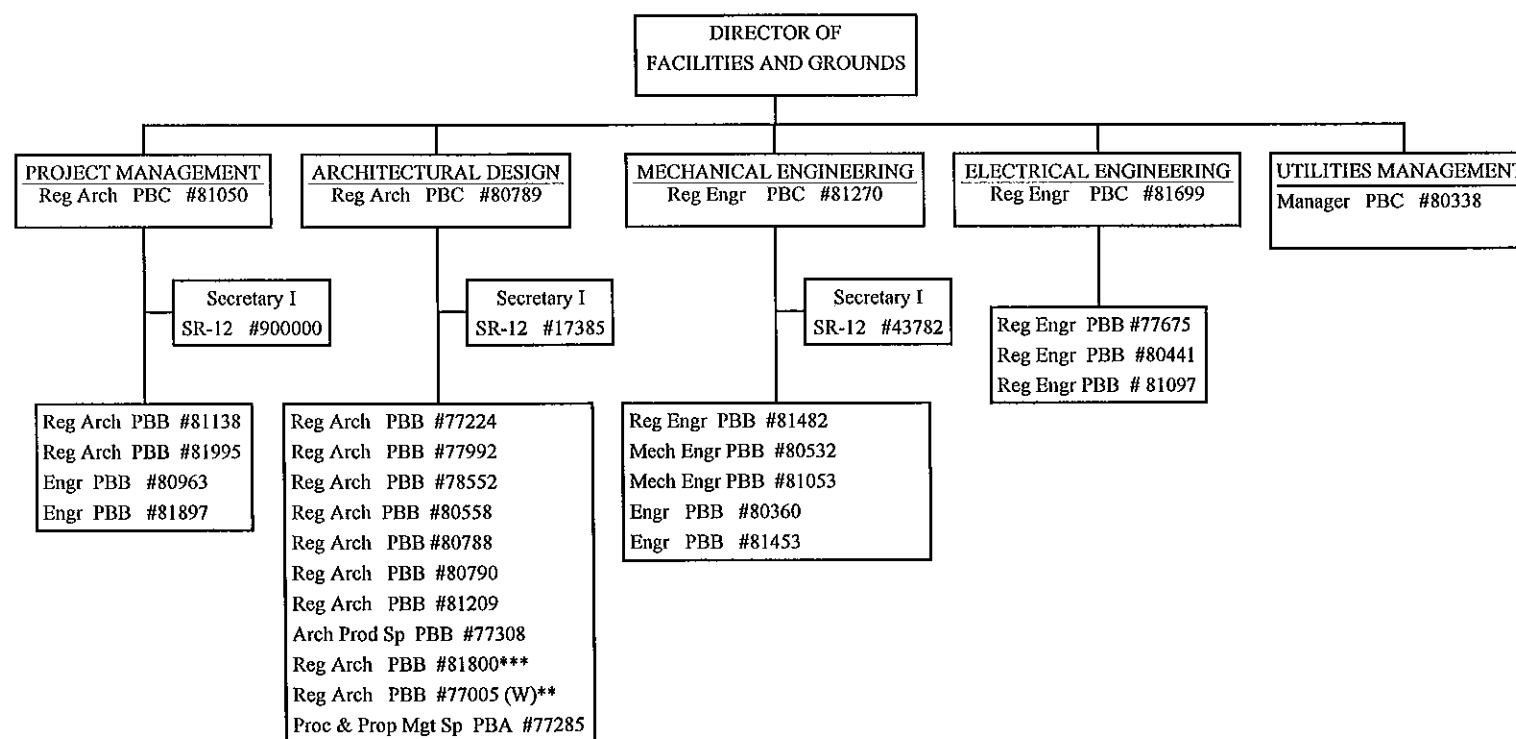 DIRECTOR OF
FACILITIES AND GROUNDS
PROJECT MANAGEMENT
Reg Arch PBC #81050
ARCHITECTURAL DESIGN
Reg Arch PBC #80789
MECHANICAL ENGINEERING
Reg Engr PBC #81270
ELECTRICAL ENGINEERING
Reg Engr PBC #81699
UTILITIES MANAGEMENT
Manager PBC #80338
Secretary I
SR-12 #900000
Secretary I
SR-12 #17385
Secretary I
SR-12 #43782
Reg Engr PBB #77675
Reg Engr PBB #80441
Reg Engr PBB # 81097
Reg Arch PBB #81138
Reg Arch PBB #81995
Engr PBB #80963
Engr PBB #81897
Reg Arch PBB #77224
Reg Arch PBB #77992
Reg Arch PBB #78552
Reg Arch PBB #80558
Reg Arch PBB #80788
Reg Arch PBB #80790
Reg Arch PBB #81209
Arch Prod Sp PBB #77308
Reg Arch PBB #81800***
Reg Arch PBB #77005 (W)**
Proc & Prop Mgt Sp PBA #77285
Reg Engr PBB #81482
Mech Engr PBB #80532
Mech Engr PBB #81053
Engr PBB #80360
Engr PBB #81453